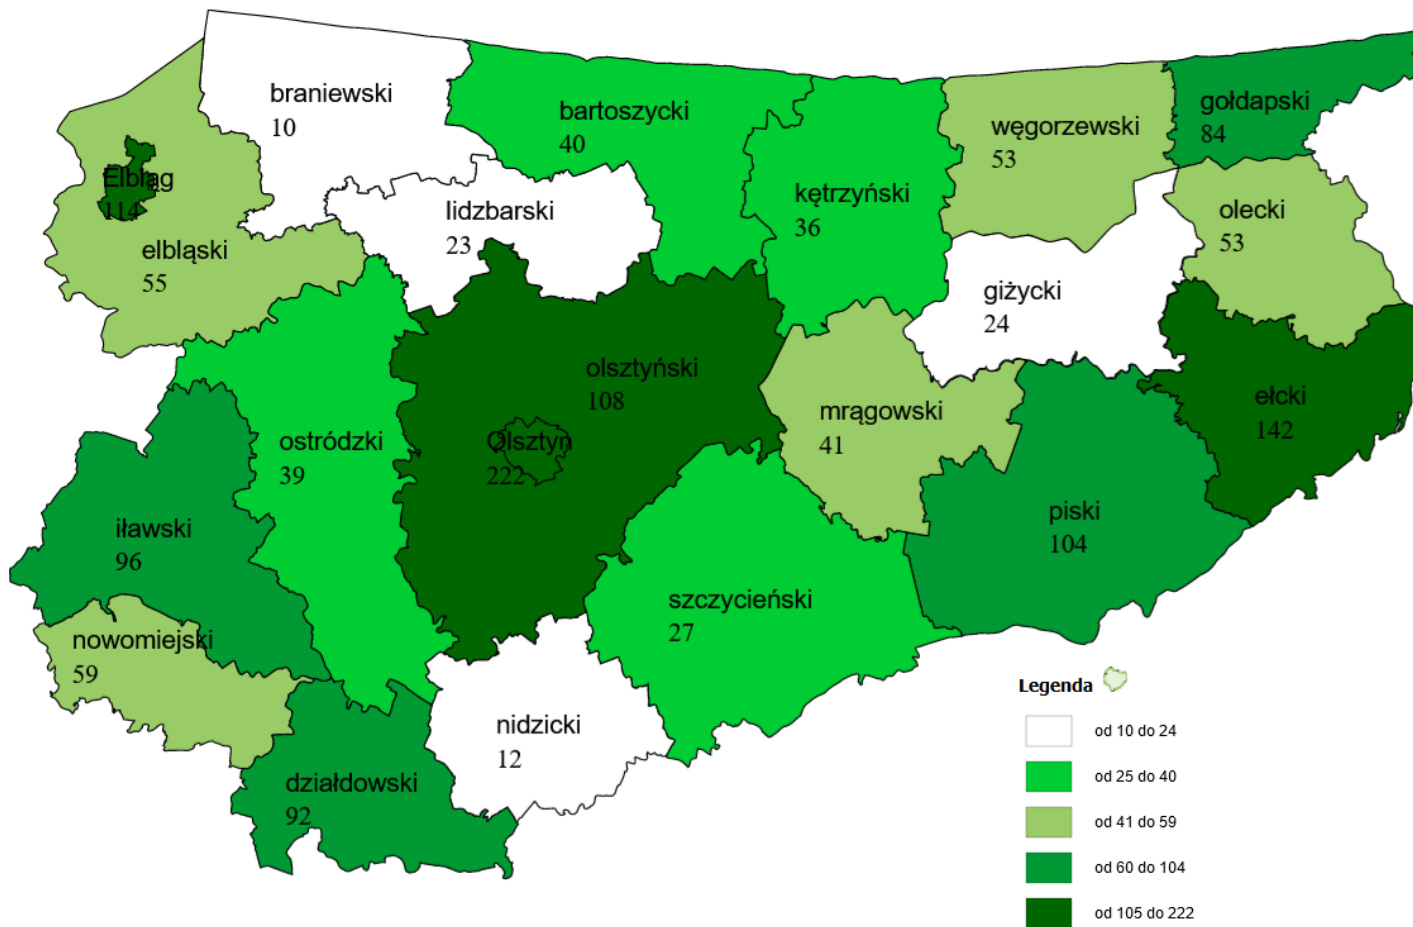 braniewski
10
bartoszycki
40
gołdapski
84
węgorzewski
53
Elbląg
114
kętrzyński
36
lidzbarski
23
olecki
53
elbląski
55
giżycki
24
olsztyński
108
ełcki
142
mrągowski
41
ostródzki
39
Olsztyn
222
piski
104
iławski
96
szczycieński
27
nowomiejski
59
nidzicki
12
działdowski
92
Legenda
od 10 do 24
od 25 do 40
od 41 do 59
od 60 do 104
od 105 do 222